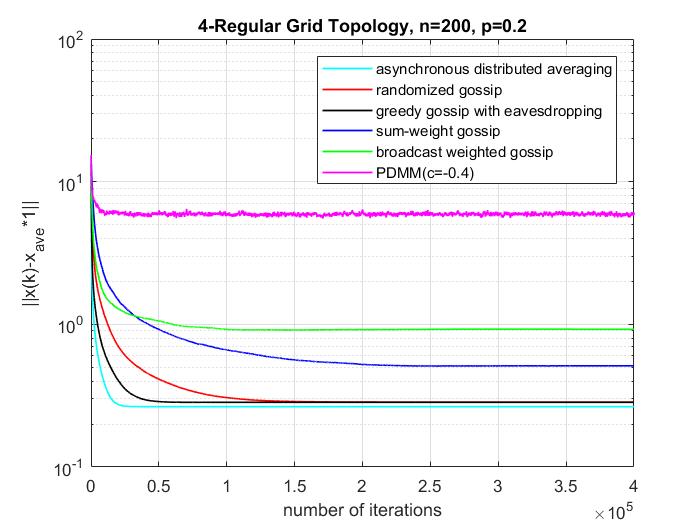 4-Regular Grid Topology, n=200, p=0.2
10^2
asynchronous distributed averaging
randomized gossip
greedy gossip with eavesdropping
sum-weight gossip
broadcast weighted gossip
PDMM(c=-0.4)
10^1
||x(k)-x_ave*1||
10^0
10^-1
0 0.5 1 1.5 2 2.5 3 3.5 4
number of iterations
×10^5